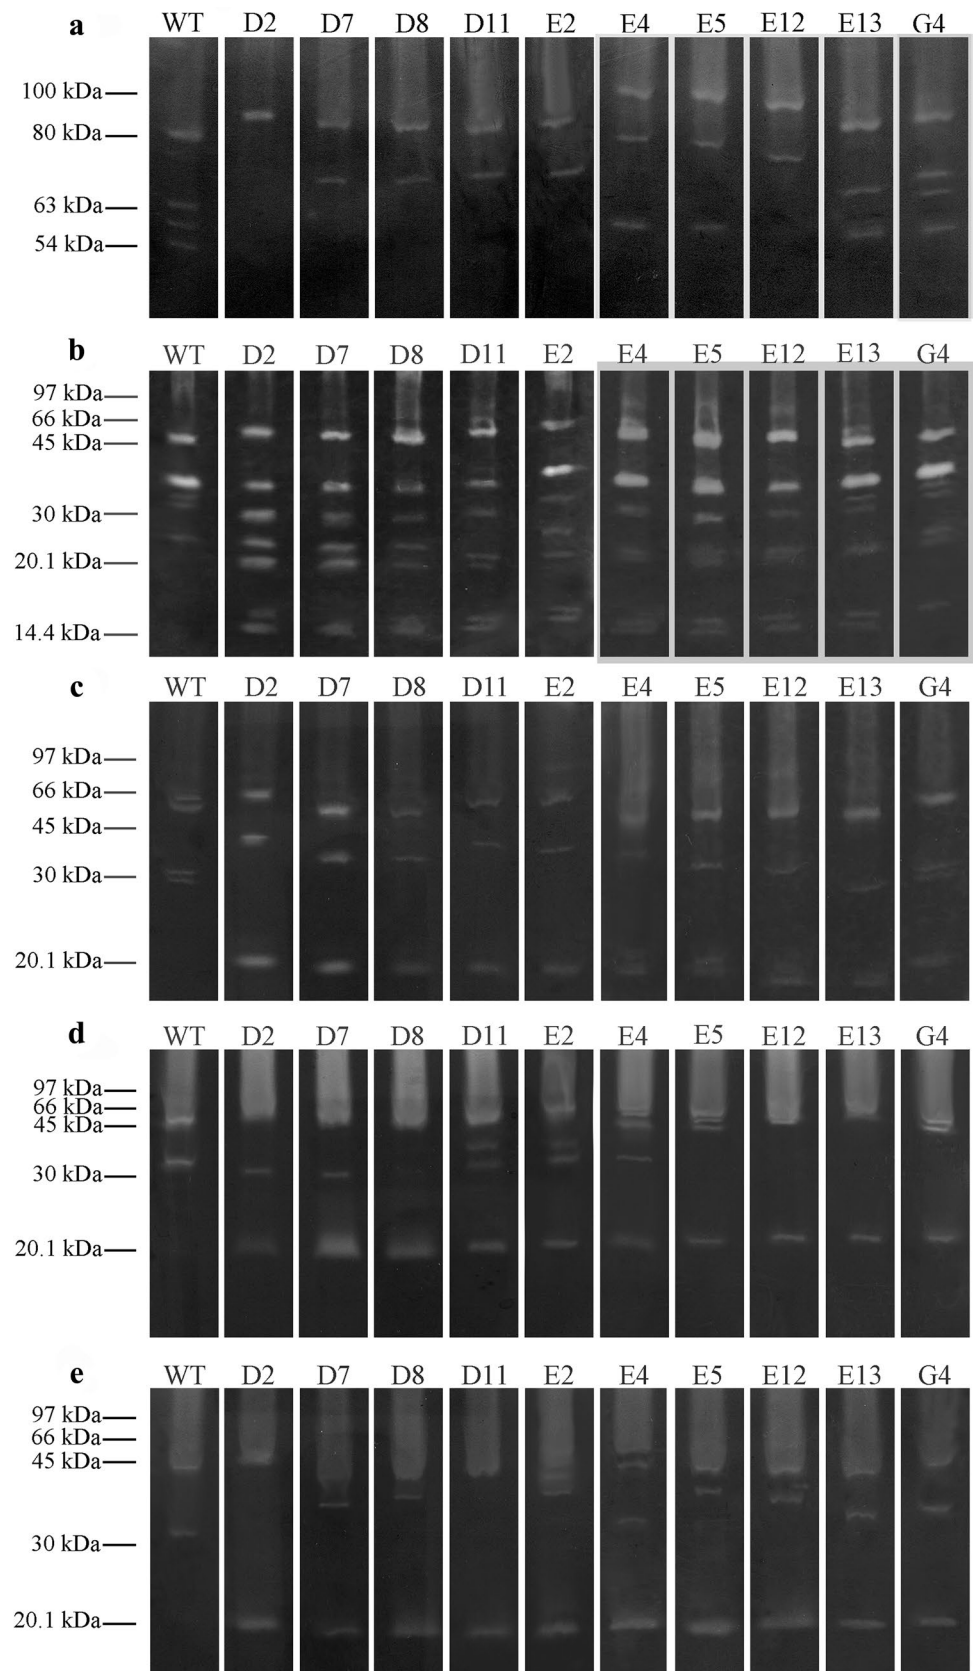 a WT D2 D7 D8 D11 E2 E4 E5 E12 E13 G4
100 kDa
80 kDa
63 kDa
54 kDa
b WT D2 D7 D8 D11 E2 E4 E5 E12 E13 G4
97 kDa
66 kDa
45 kDa
30 kDa
20.1 kDa
14.4 kDa
c WT D2 D7 D8 D11 E2 E4 E5 E12 E13 G4
97 kDa
66 kDa
45 kDa
30 kDa
20.1 kDa
d WT D2 D7 D8 D11 E2 E4 E5 E12 E13 G4
97 kDa
66 kDa
45 kDa
30 kDa
20.1 kDa
e WT D2 D7 D8 D11 E2 E4 E5 E12 E13 G4
97 kDa
66 kDa
45 kDa
30 kDa
20.1 kDa